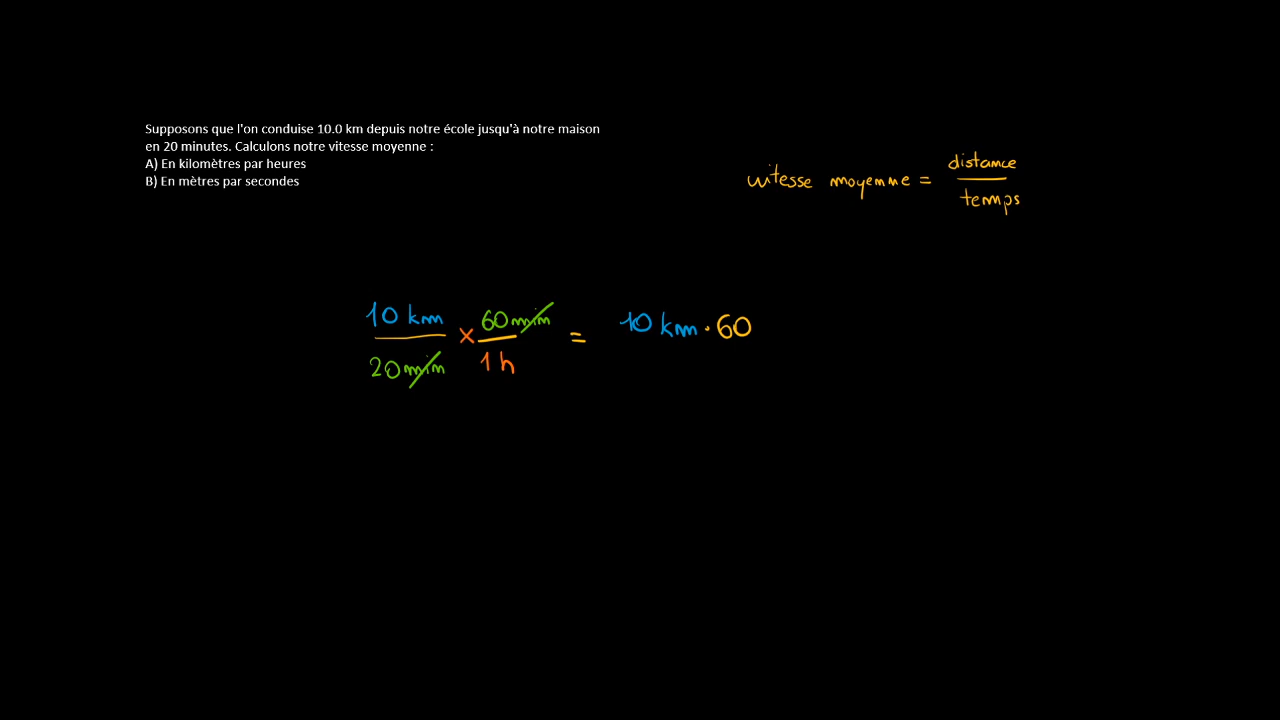 Supposons que l'on conduise 10.0 km depuis notre école jusqu'à notre maison
en 20 minutes. Calculons notre vitesse moyenne :
A) En kilomètres par heures
B) En mètres par secondes
vitesse moyenne = distance / temps
10 km / 20 min × 60 min / 1 h = 10 km · 60